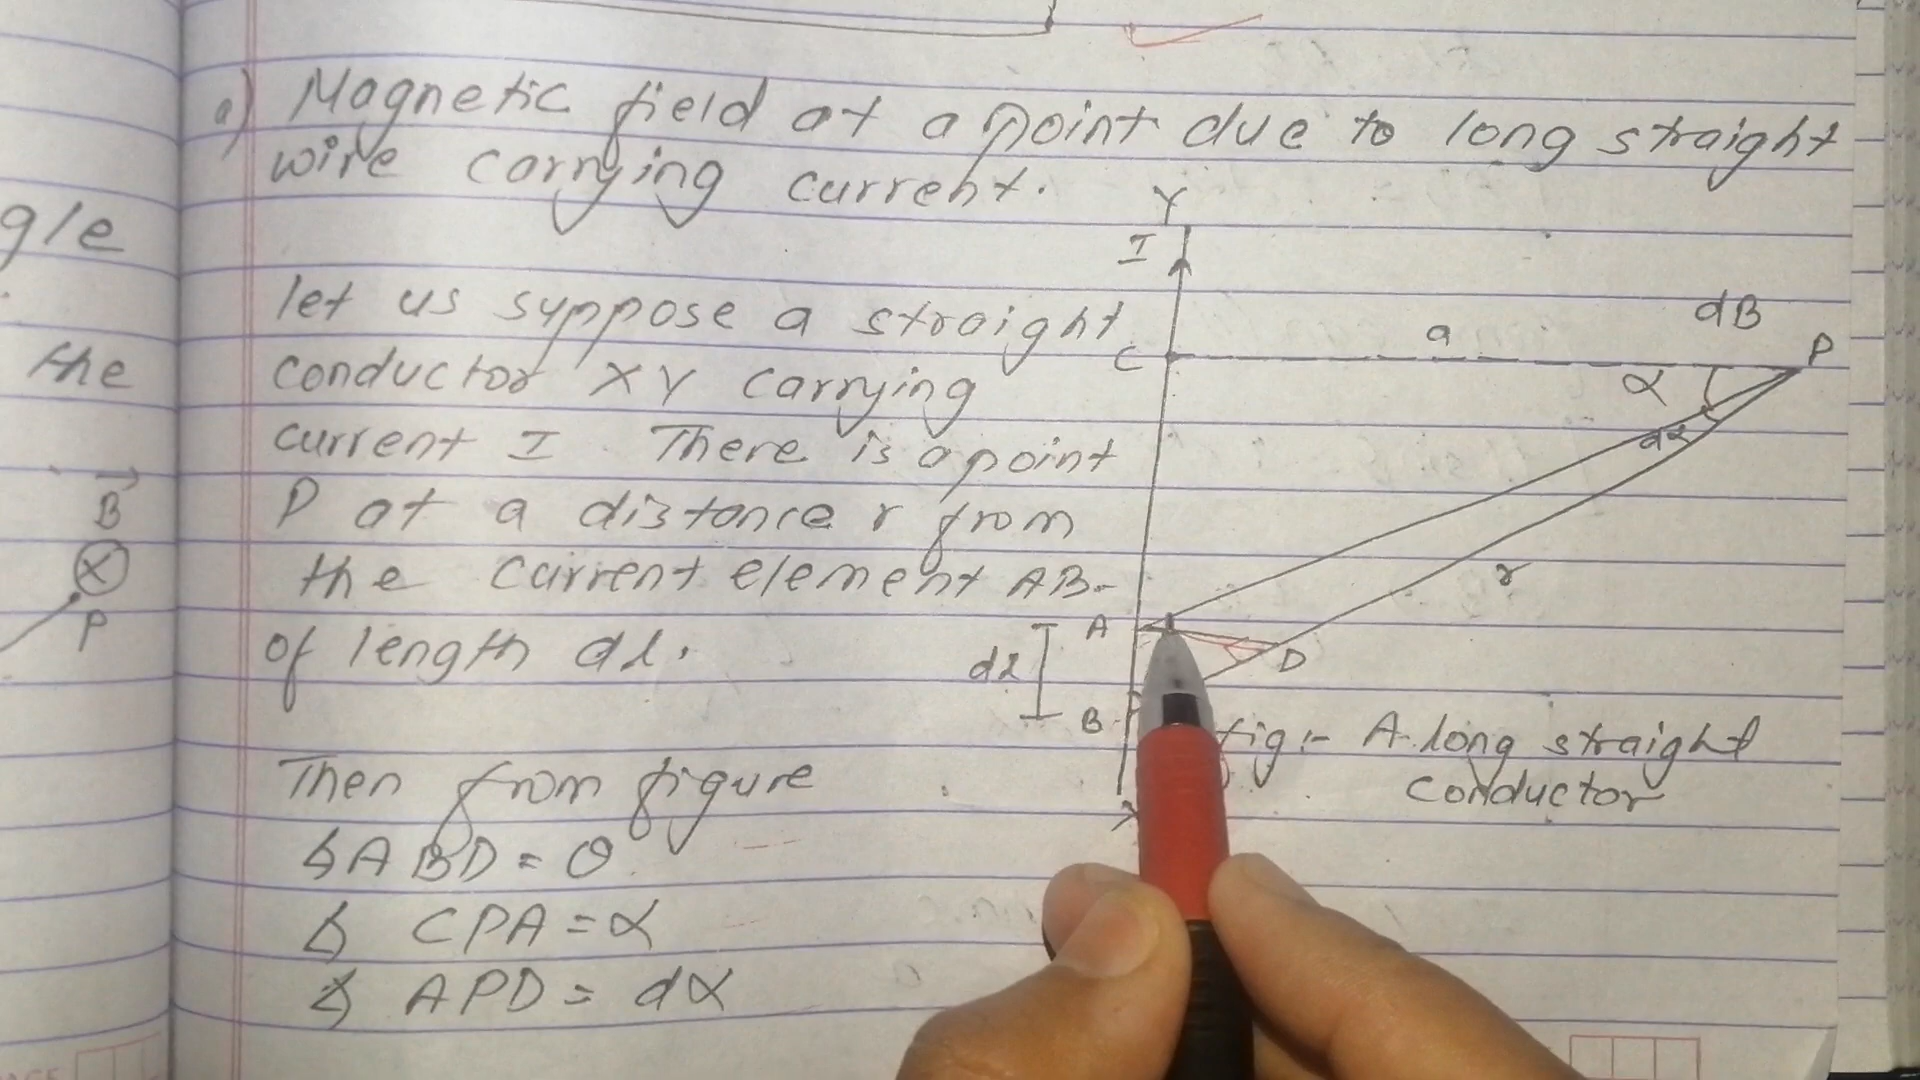 a) Magnetic field at a point due to long straight
wire carrying current.
Y
I
gle
let us suppose a straight
dB
C
a
P
the
conductor XY carrying
α
current I There is a point
dα
B
P at a distance r from
the current element AB
r
P
A
of length dl.
dl
D
B
fig:- A long straight
conductor
Then from figure
X
∠ABD = θ
∠ CPA = α
∠ APD = dα